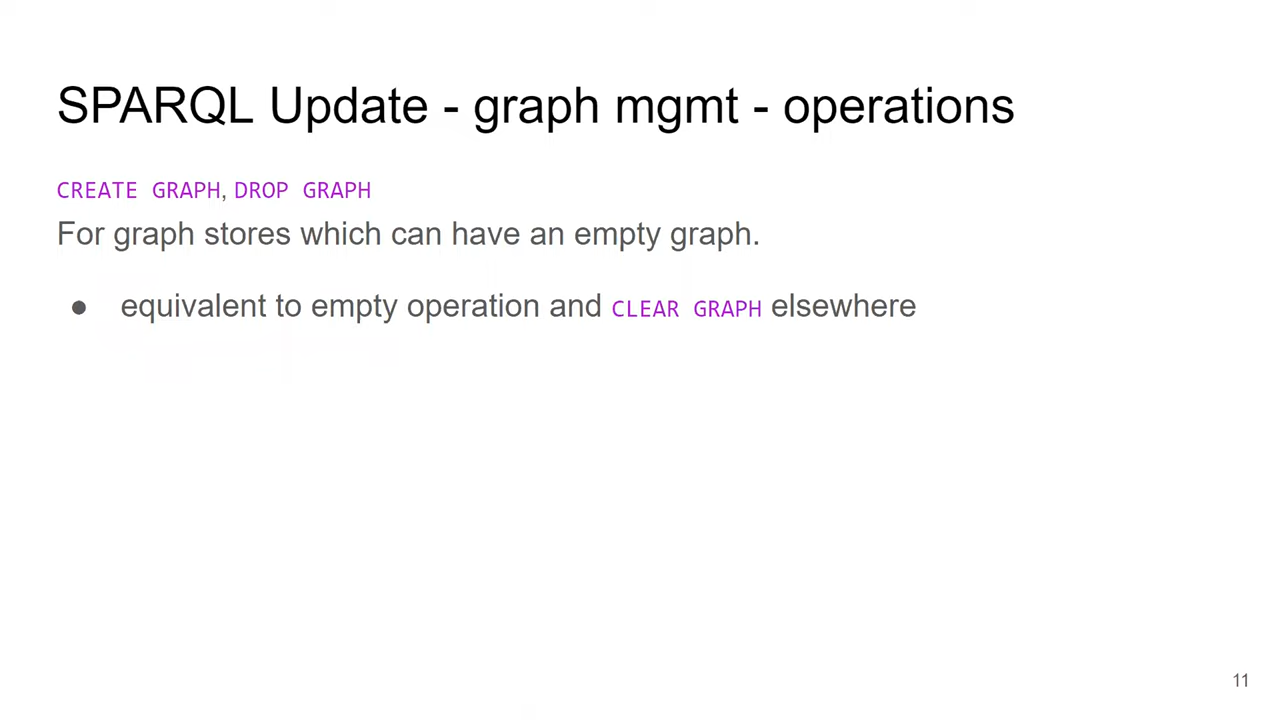 SPARQL Update - graph mgmt - operations
CREATE GRAPH, DROP GRAPH
For graph stores which can have an empty graph.
● equivalent to empty operation and CLEAR GRAPH elsewhere
11